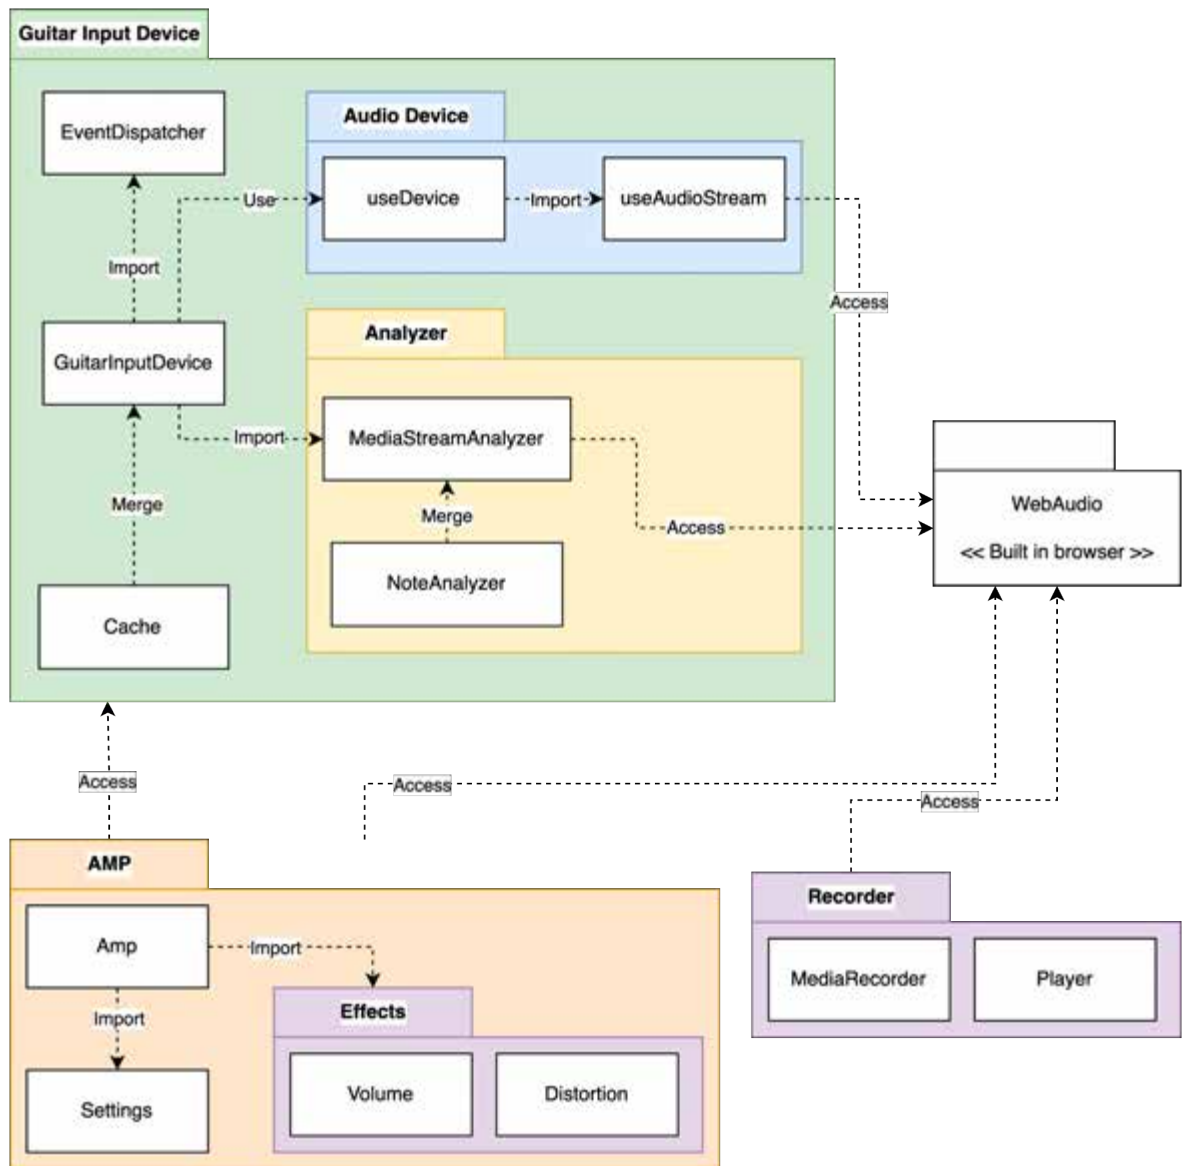 Guitar Input Device
EventDispatcher
Audio Device
useDevice
useAudioStream
Use
Import
Import
Access
GuitarInputDevice
Analyzer
Import
MediaStreamAnalyzer
Merge
Merge
Access
WebAudio
<< Built in browser >>
NoteAnalyzer
Cache
Access
Access
Access
AMP
Recorder
Amp
Import
MediaRecorder
Player
Import
Effects
Settings
Volume
Distortion